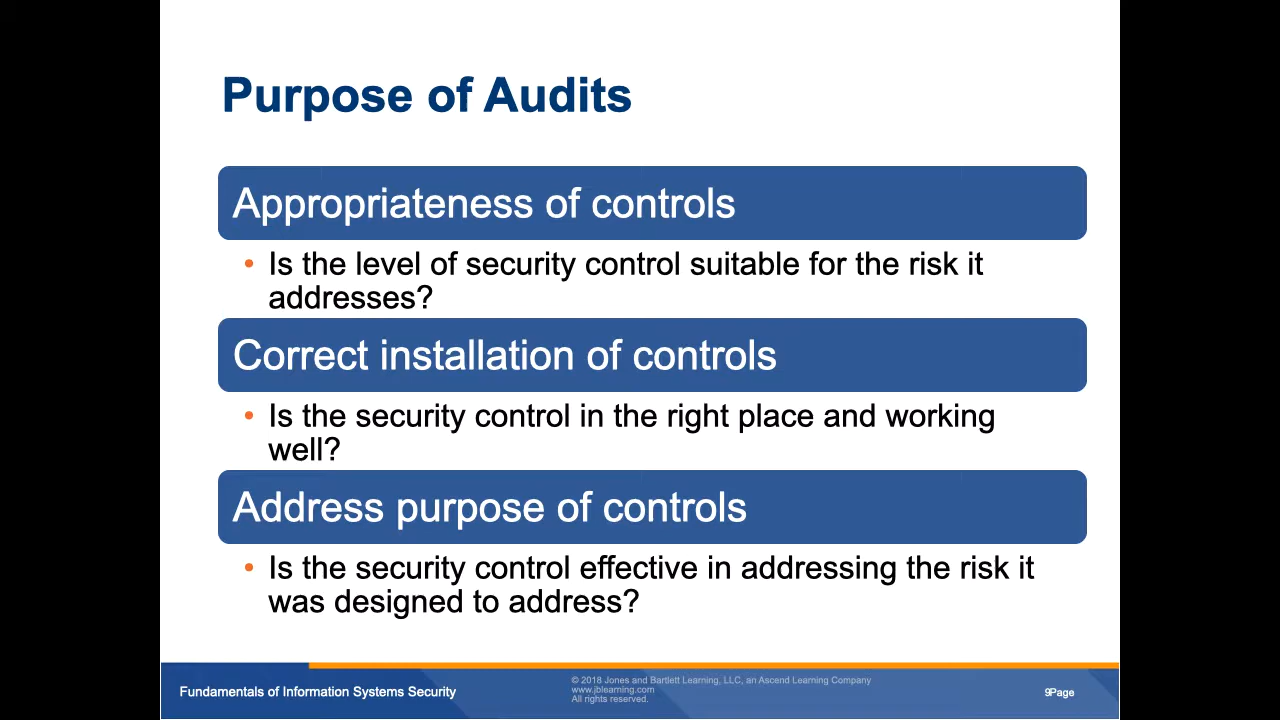 Purpose of Audits
Appropriateness of controls
• Is the level of security control suitable for the risk it
addresses?
Correct installation of controls
• Is the security control in the right place and working
well?
Address purpose of controls
• Is the security control effective in addressing the risk it
was designed to address?
Fundamentals of Information Systems Security
© 2018 Jones and Bartlett Learning, LLC, an Ascend Learning Company
www.jblearning.com
All rights reserved.
9Page